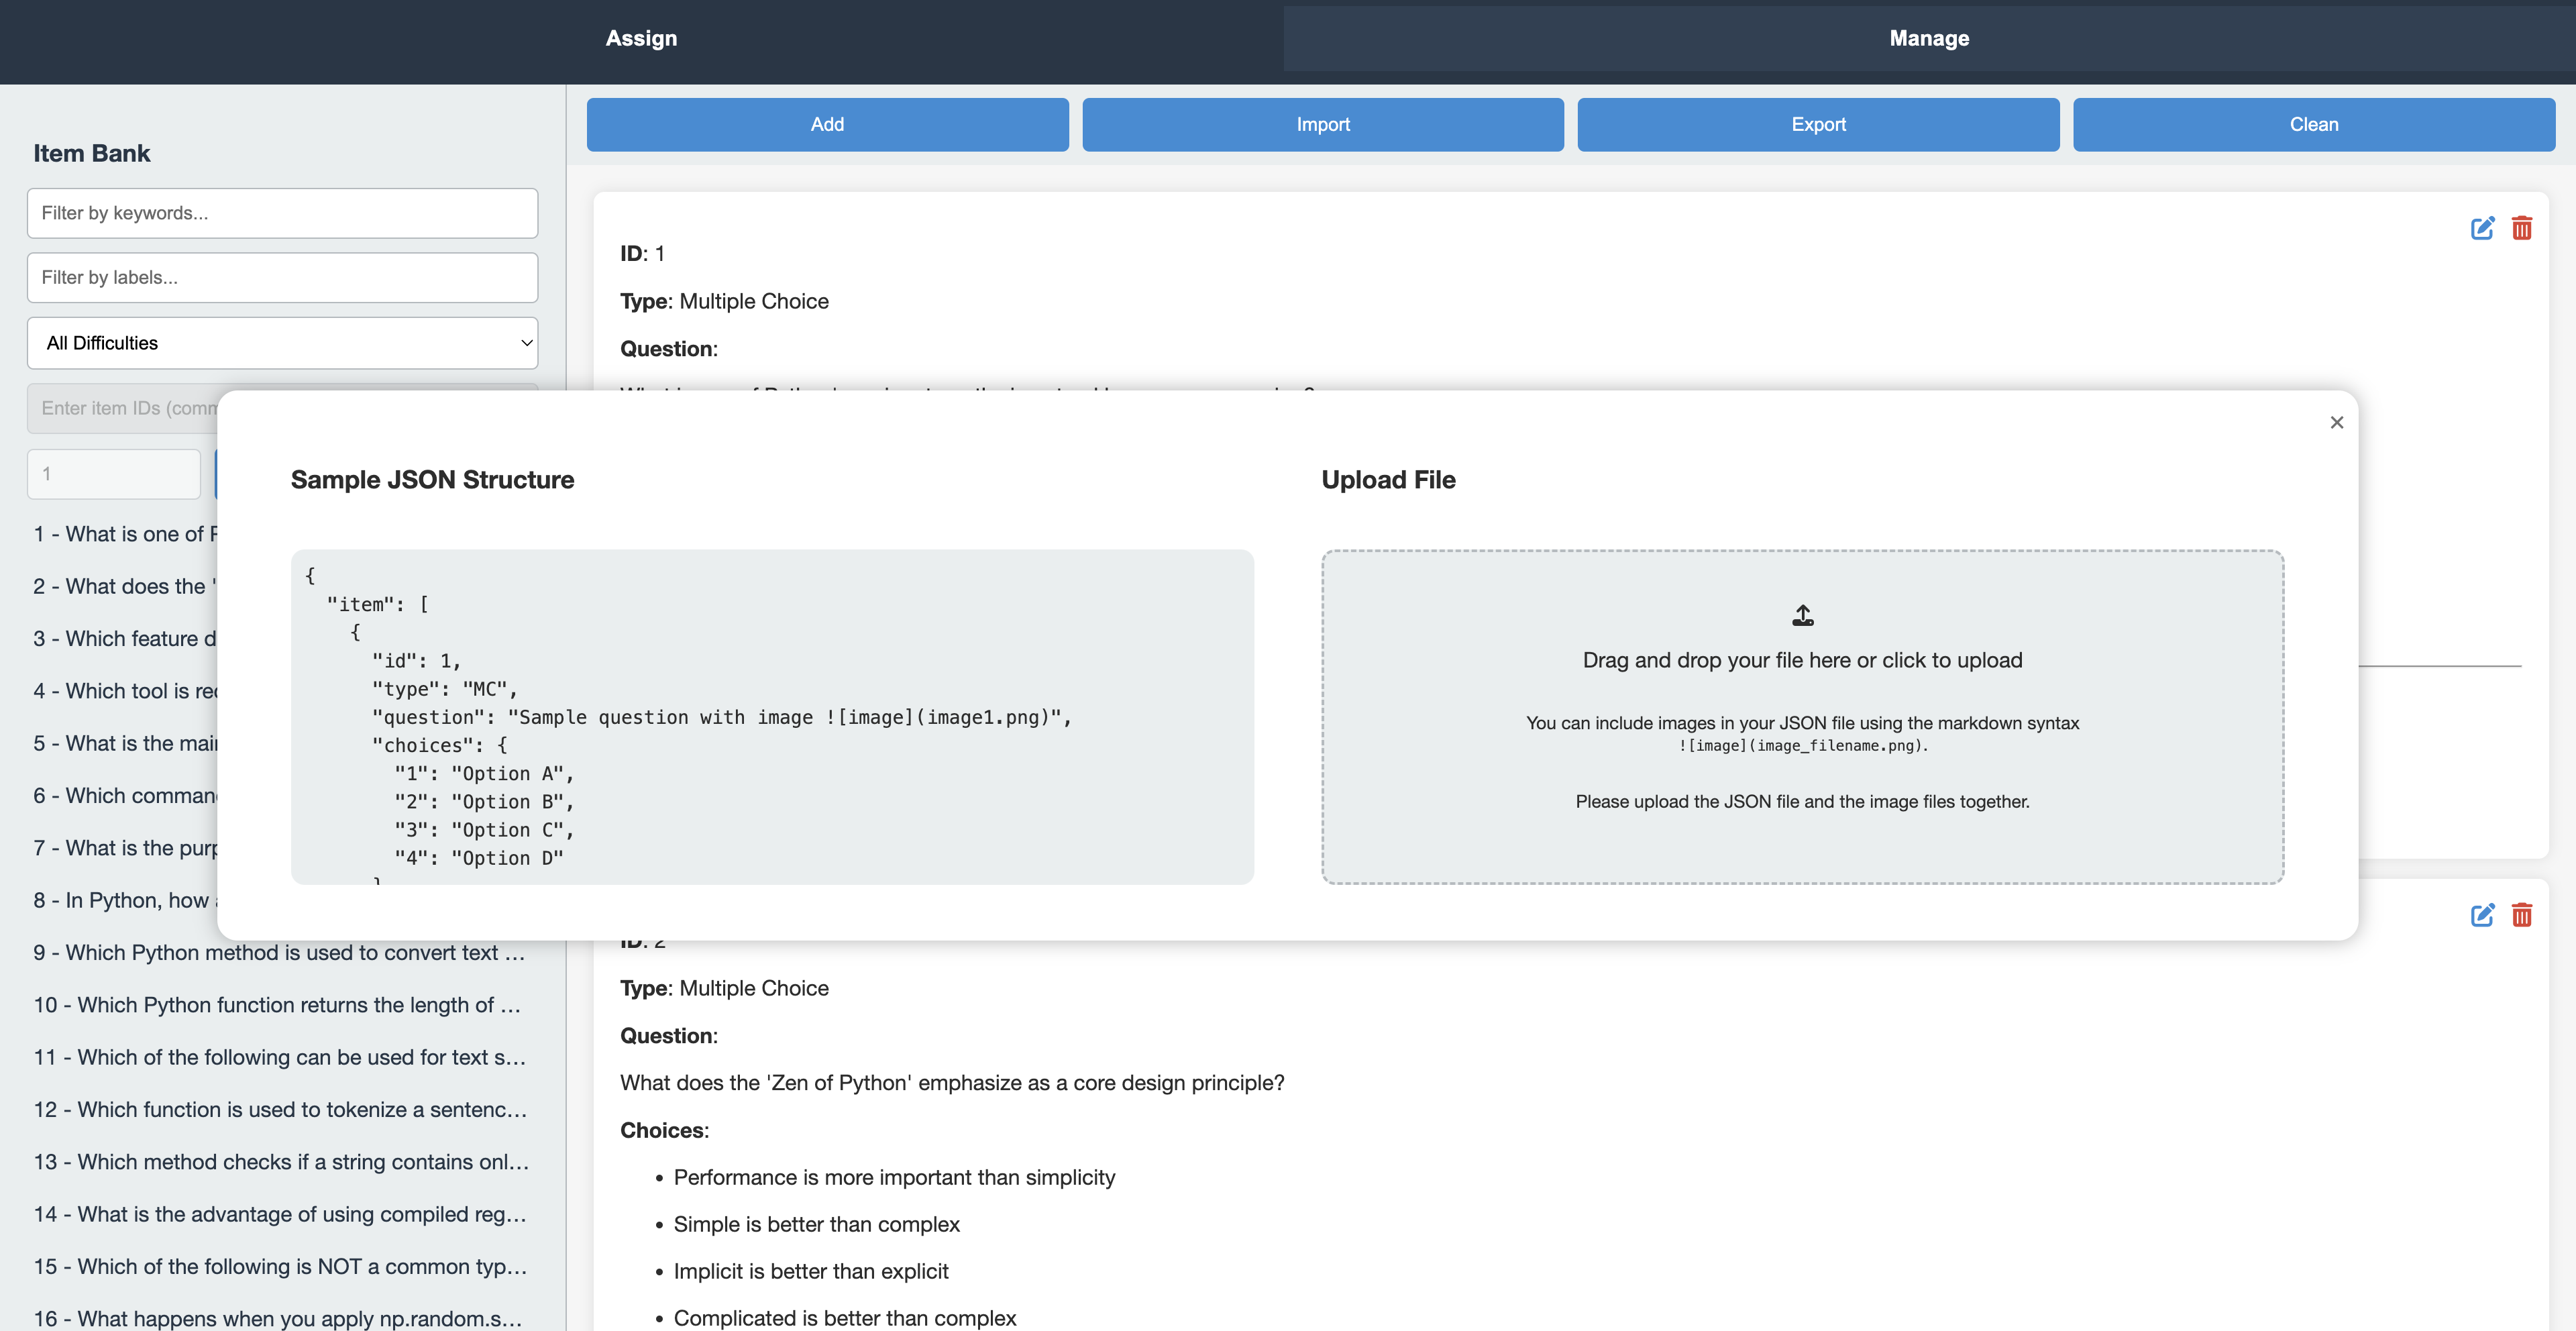 Assign
Manage
Item Bank
Filter by keywords...
Filter by labels...
All Difficulties
Enter item IDs
1
1 - What is one of
2 - What does the '
3 - Which feature
4 - Which tool is
5 - What is the
6 - Which
7 - What is the
8 - In Python, how
9 - Which Python method is used to convert text ...
10 - Which Python function returns the length of ...
11 - Which of the following can be used for text s...
12 - Which function is used to tokenize a sentenc...
13 - Which method checks if a string contains onl...
14 - What is the advantage of using compiled reg...
15 - Which of the following is NOT a common typ...
16 - What happens when you apply np.random.s...
Add
Import
Export
Clean
ID: 1
Type: Multiple Choice
Question:
Sample JSON Structure
{
"item": [
{
"id": 1,
"type": "MC",
"question": "Sample question with image ![image](image1.png)",
"choices": {
"1": "Option A",
"2": "Option B",
"3": "Option C",
"4": "Option D"
Upload File
Drag and drop your file here or click to upload
You can include images in your JSON file using the markdown syntax
![image](image_filename.png).
Please upload the JSON file and the image files together.
ID: 2
Type: Multiple Choice
Question:
What does the 'Zen of Python' emphasize as a core design principle?
Choices:
• Performance is more important than simplicity
• Simple is better than complex
• Implicit is better than explicit
• Complicated is better than complex